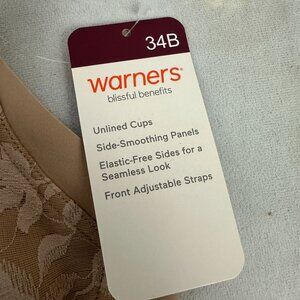 34B
warners®
blissful benefits
Unlined Cups
Side-Smoothing Panels
Elastic-Free Sides for a
Seamless Look
Front Adjustable Straps